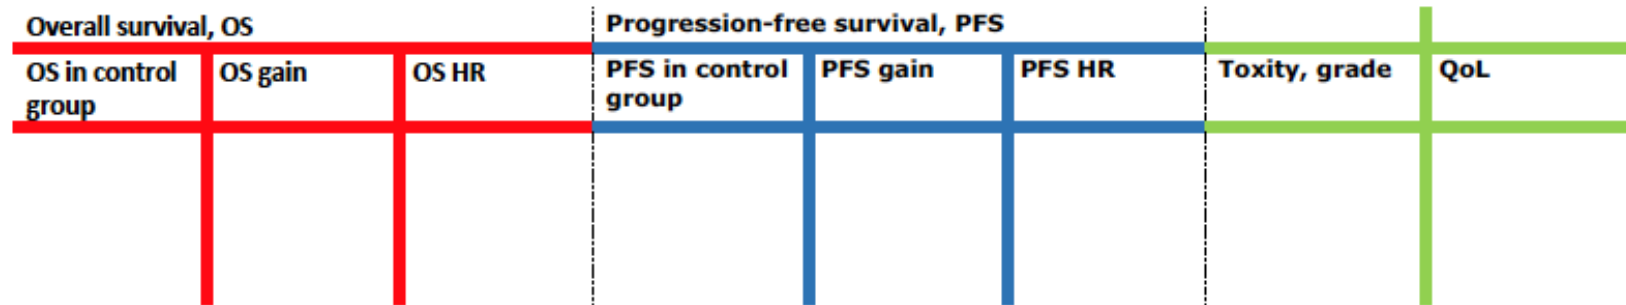 Overall survival, OS
Progression-free survival, PFS
OS in control group
OS gain
OS HR
PFS in control group
PFS gain
PFS HR
Toxity, grade
QoL